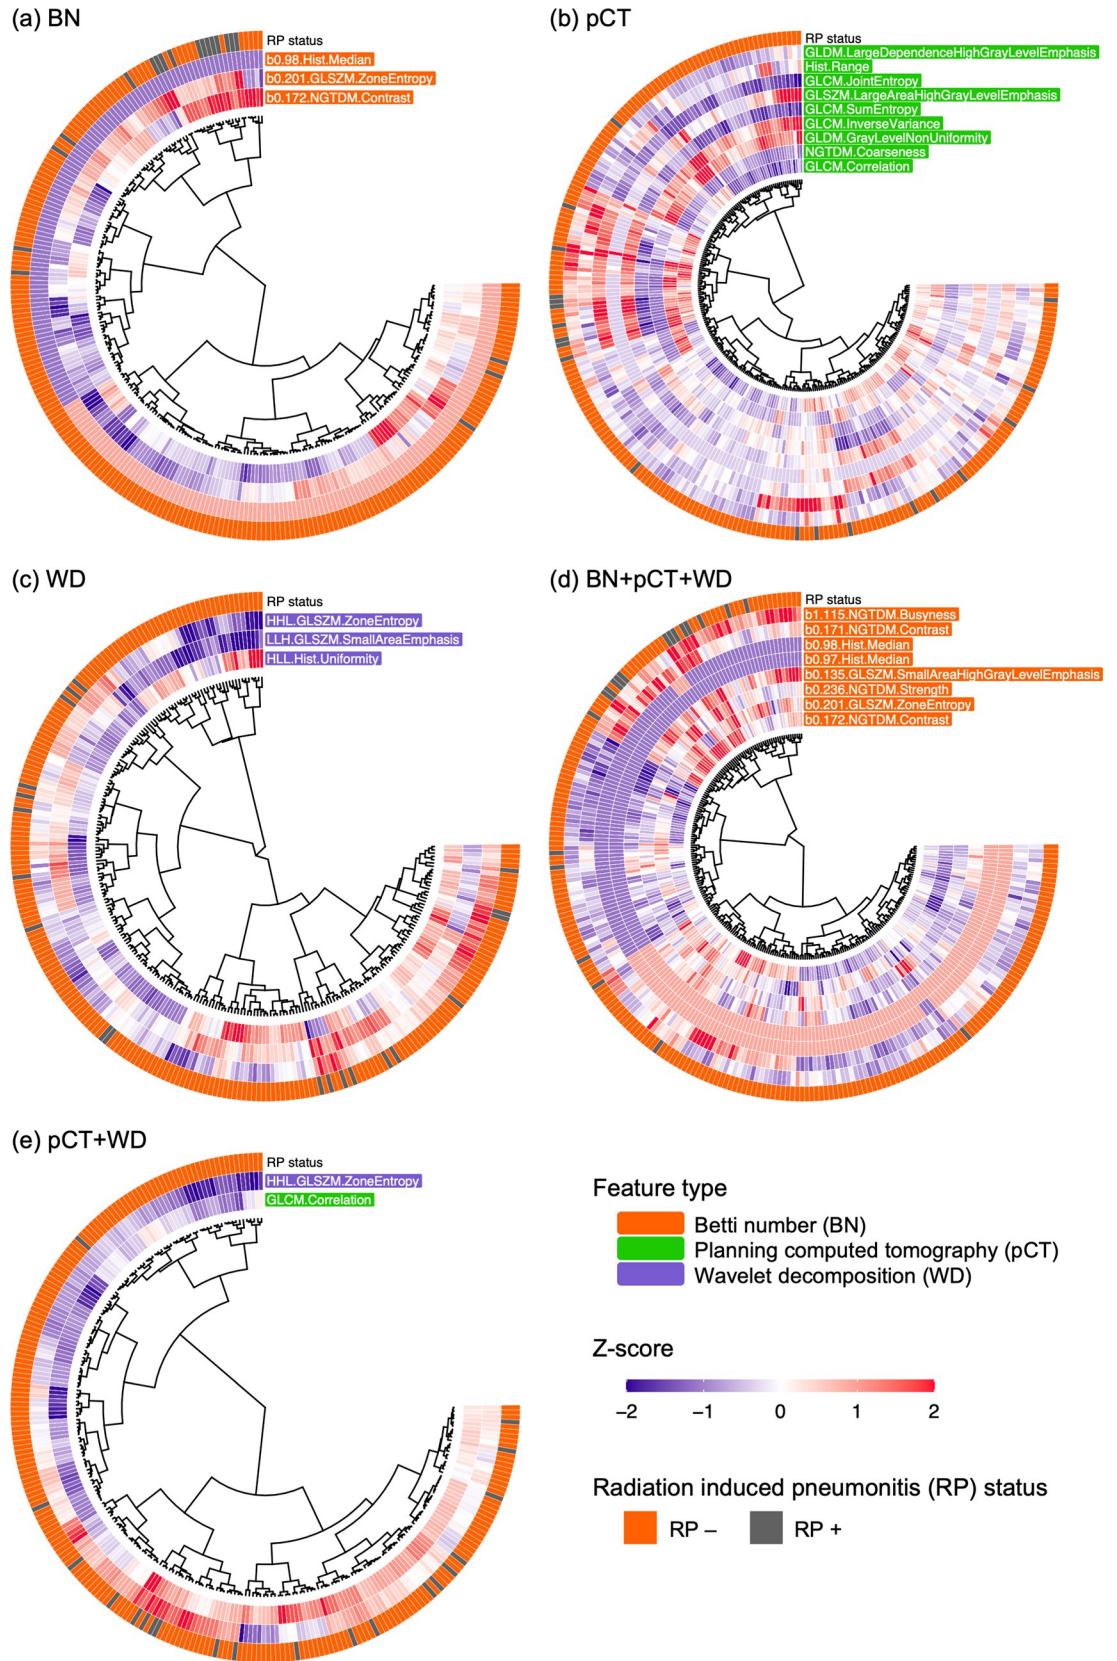 (a) BN
RP status
b0.98.Hist.Median
b0.201.GLSZM.ZoneEntropy
b0.172.NGTDM.Contrast
(b) pCT
RP status
GLDM.LargeDependenceHighGrayLevelEmphasis
Hist.Range
GLCM.JointEntropy
GLSZM.LargeAreaHighGrayLevelEmphasis
GLCM.SumEntropy
GLCM.InverseVariance
GLDM.GrayLevelNonUniformity
NGTDM.Coarseness
GLCM.Correlation
(c) WD
RP status
HHL.GLSZM.ZoneEntropy
LLH.GLSZM.SmallAreaEmphasis
HLL.Hist.Uniformity
(d) BN+pCT+WD
RP status
b1.115.NGTDM.Busyness
b0.171.NGTDM.Contrast
b0.98.Hist.Median
b0.97.Hist.Median
b0.135.GLSZM.SmallAreaHighGrayLevelEmphasis
b0.236.NGTDM.Strength
b0.201.GLSZM.ZoneEntropy
b0.172.NGTDM.Contrast
(e) pCT+WD
RP status
HHL.GLSZM.ZoneEntropy
GLCM.Correlation
Feature type
Betti number (BN)
Planning computed tomography (pCT)
Wavelet decomposition (WD)
Z-score
−2 −1 0 1 2
Radiation induced pneumonitis (RP) status
RP – RP +